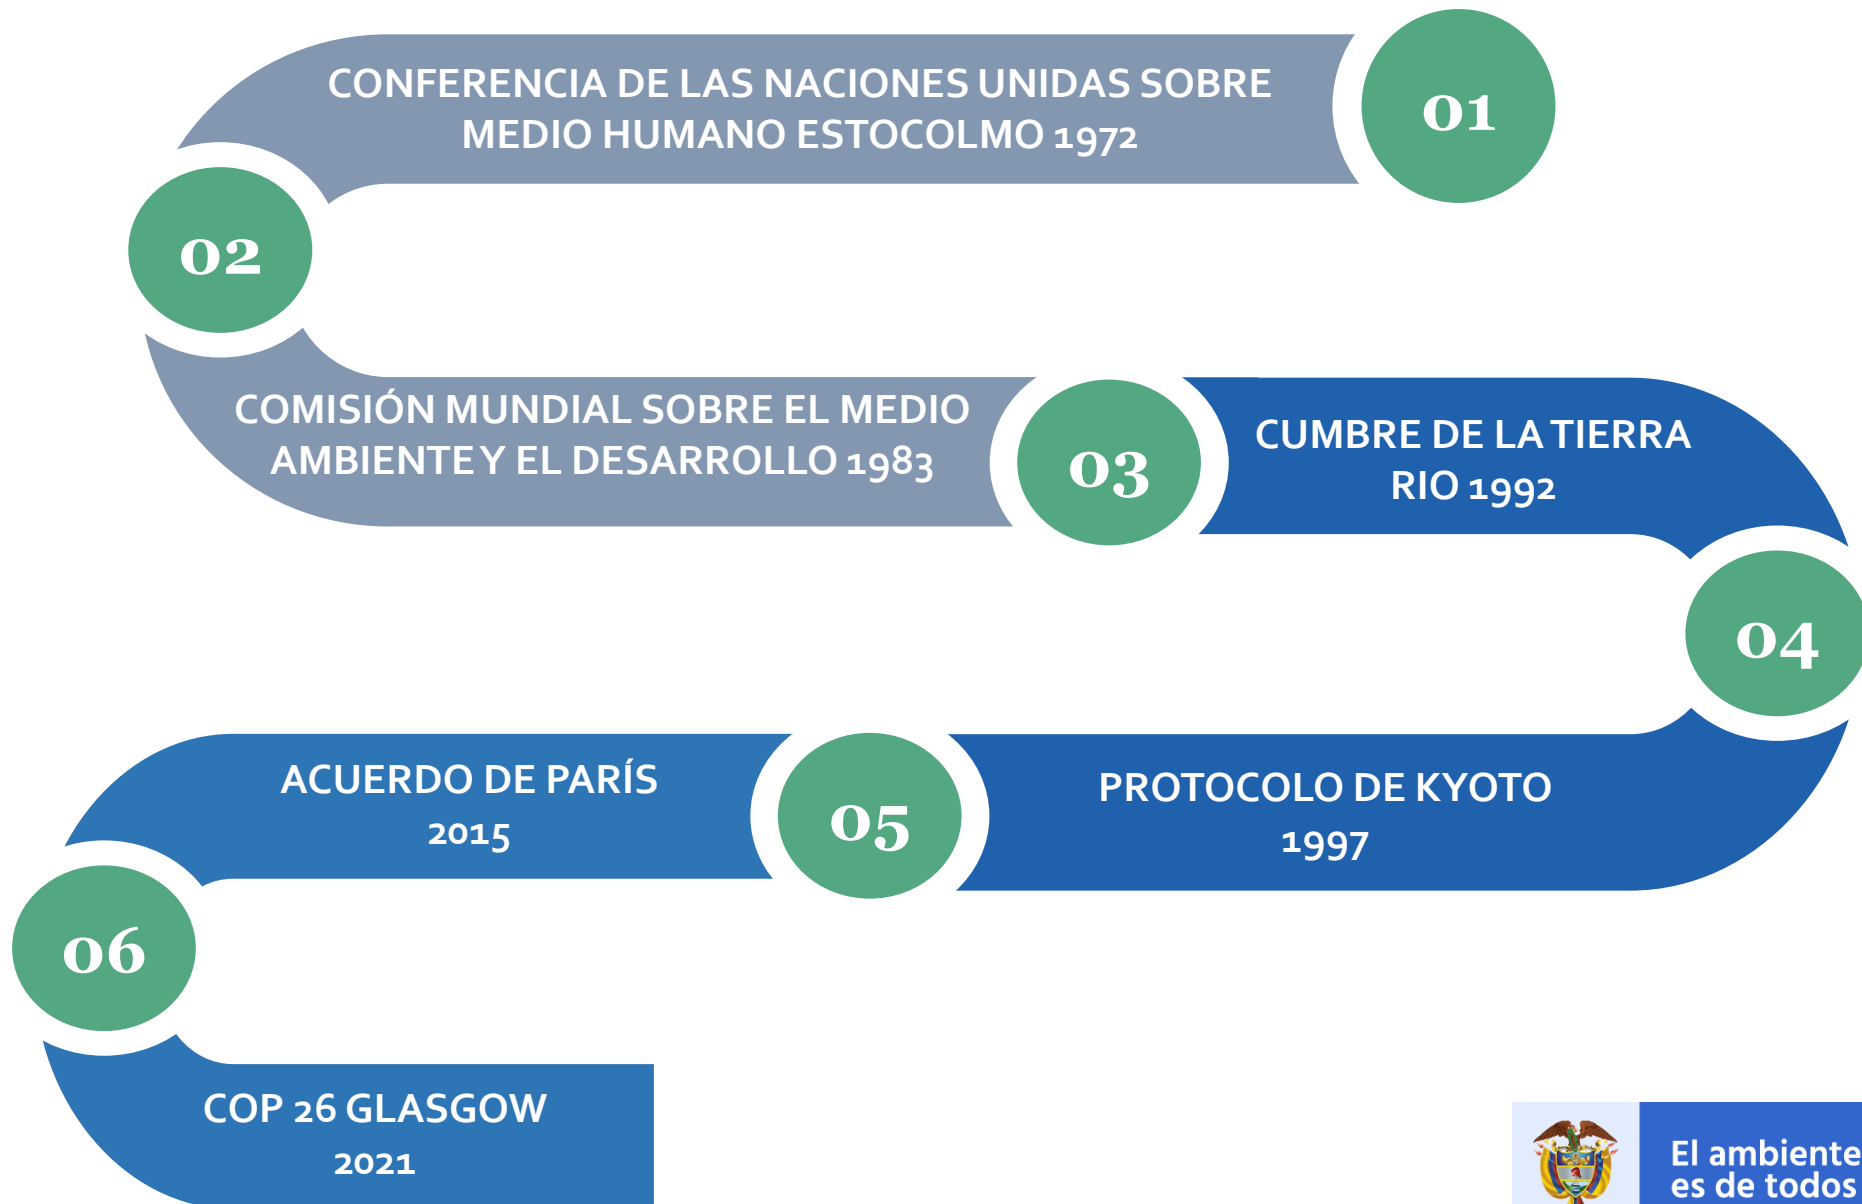 01
CONFERENCIA DE LAS NACIONES UNIDAS SOBRE
MEDIO HUMANO ESTOCOLMO 1972
02
COMISIÓN MUNDIAL SOBRE EL MEDIO
AMBIENTE Y EL DESARROLLO 1983
03
CUMBRE DE LA TIERRA
RIO 1992
04
PROTOCOLO DE KYOTO
1997
05
ACUERDO DE PARÍS
2015
06
COP 26 GLASGOW
2021
El ambiente
es de todos